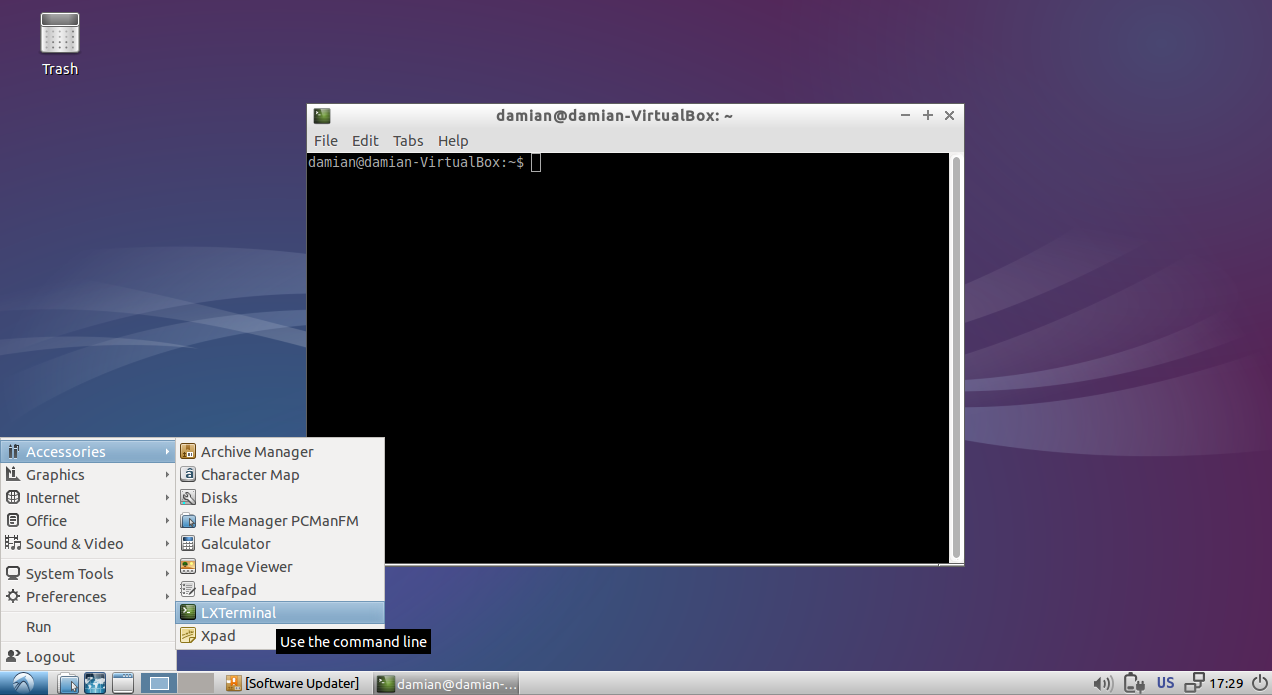 Trash
damian@damian-VirtualBox: ~
File Edit Tabs Help
damian@damian-VirtualBox:~$
Accessories
Graphics
Internet
Office
Sound & Video
System Tools
Preferences
Run
Logout
Archive Manager
Character Map
Disks
File Manager PCManFM
Galculator
Image Viewer
Leafpad
LXTerminal
Xpad
Use the command line
[Software Updater]
damian@damian-...
US
17:29